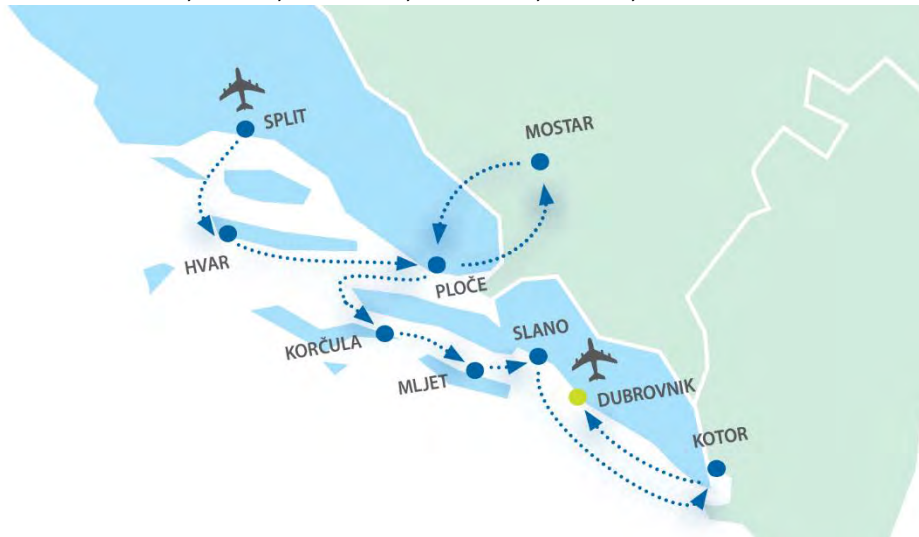 SPLIT
MOSTAR
HVAR
PLOČE
KORČULA
SLANO
MLJET
DUBROVNIK
KOTOR